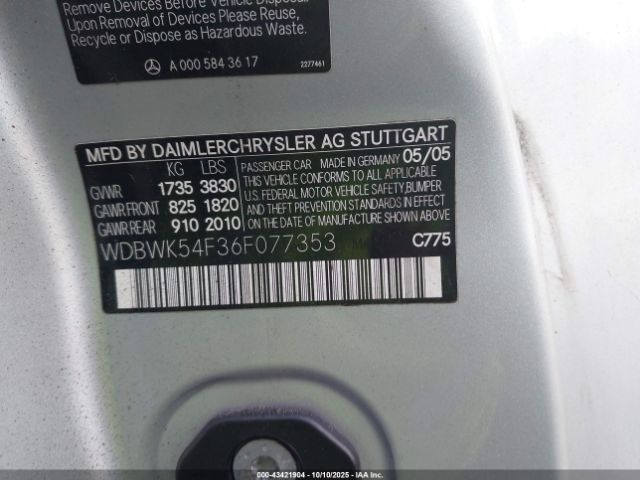 Remove Devices Before Vehicle Disposal.
Upon Removal of Devices Please Reuse,
Recycle or Dispose as Hazardous Waste.
A 000 584 36 17 2277461
MFD BY DAIMLERCHRYSLER AG STUTTGART
KG LBS
GVWR 1735 3830
GAWR FRONT 825 1820
GAWR REAR 910 2010
PASSENGER CAR MADE IN GERMANY 05/05
THIS VEHICLE CONFORMS TO ALL APPLICABLE
U.S. FEDERAL MOTOR VEHICLE SAFETY, BUMPER
AND THEFT PREVENTION STANDARDS IN EFFECT
ON THE DATE OF MANUFACTURE SHOWN ABOVE.
WDBWK54F36F077353
C775
000-43421904 - 10/10/2025 - IAA Inc.